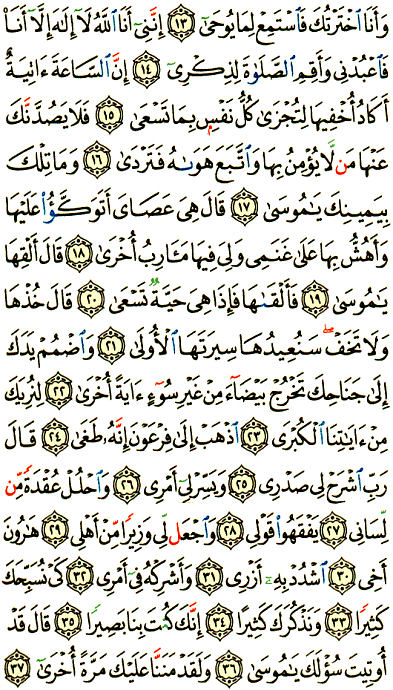 وَأَنَا ٱخْتَرْتُكَ فَٱسْتَمِعْ لِمَا يُوحَىٰٓ ١٣ إِنَّنِىٓ أَنَا ٱللَّهُ لَآ إِلَٰهَ إِلَّآ أَنَا۠
فَٱعْبُدْنِى وَأَقِمِ ٱلصَّلَوٰةَ لِذِكْرِىٓ ١٤ إِنَّ ٱلسَّاعَةَ ءَاتِيَةٌ
أَكَادُ أُخْفِيهَا لِتُجْزَىٰ كُلُّ نَفْسٍۭ بِمَا تَسْعَىٰ ١٥ فَلَا يَصُدَّنَّكَ
عَنْهَا مَن لَّا يُؤْمِنُ بِهَا وَٱتَّبَعَ هَوَىٰهُ فَتَرْدَىٰ ١٦ وَمَا تِلْكَ
بِيَمِينِكَ يَٰمُوسَىٰ ١٧ قَالَ هِىَ عَصَاىَ أَتَوَكَّؤُا۟ عَلَيْهَا
وَأَهُشُّ بِهَا عَلَىٰ غَنَمِى وَلِىَ فِيهَا مَـَٔارِبُ أُخْرَىٰ ١٨ قَالَ أَلْقِهَا
يَٰمُوسَىٰ ١٩ فَأَلْقَىٰهَا فَإِذَا هِىَ حَيَّةٌ تَسْعَىٰ ٢٠ قَالَ خُذْهَا
وَلَا تَخَفْ ۖ سَنُعِيدُهَا سِيرَتَهَا ٱلْأُولَىٰ ٢١ وَٱضْمُمْ يَدَكَ
إِلَىٰ جَنَاحِكَ تَخْرُجْ بَيْضَآءَ مِنْ غَيْرِ سُوٓءٍ ءَايَةً أُخْرَىٰ ٢٢ لِنُرِيَكَ
مِنْ ءَايَٰتِنَا ٱلْكُبْرَى ٢٣ ٱذْهَبْ إِلَىٰ فِرْعَوْنَ إِنَّهُۥ طَغَىٰ ٢٤ قَالَ
رَبِّ ٱشْرَحْ لِى صَدْرِى ٢٥ وَيَسِّرْ لِىٓ أَمْرِى ٢٦ وَٱحْلُلْ عُقْدَةً مِّن
لِّسَانِى ٢٧ يَفْقَهُوا۟ قَوْلِى ٢٨ وَٱجْعَل لِّى وَزِيرًا مِّنْ أَهْلِى ٢٩ هَٰرُونَ
أَخِى ٣٠ ٱشْدُدْ بِهِۦٓ أَزْرِى ٣١ وَأَشْرِكْهُ فِىٓ أَمْرِى ٣٢ كَىْ نُسَبِّحَكَ
كَثِيرًا ٣٣ وَنَذْكُرَكَ كَثِيرًا ٣٤ إِنَّكَ كُنتَ بِنَا بَصِيرًا ٣٥ قَالَ قَدْ
أُوتِيتَ سُؤْلَكَ يَٰمُوسَىٰ ٣٦ وَلَقَدْ مَنَنَّا عَلَيْكَ مَرَّةً أُخْرَىٰٓ ٣٧